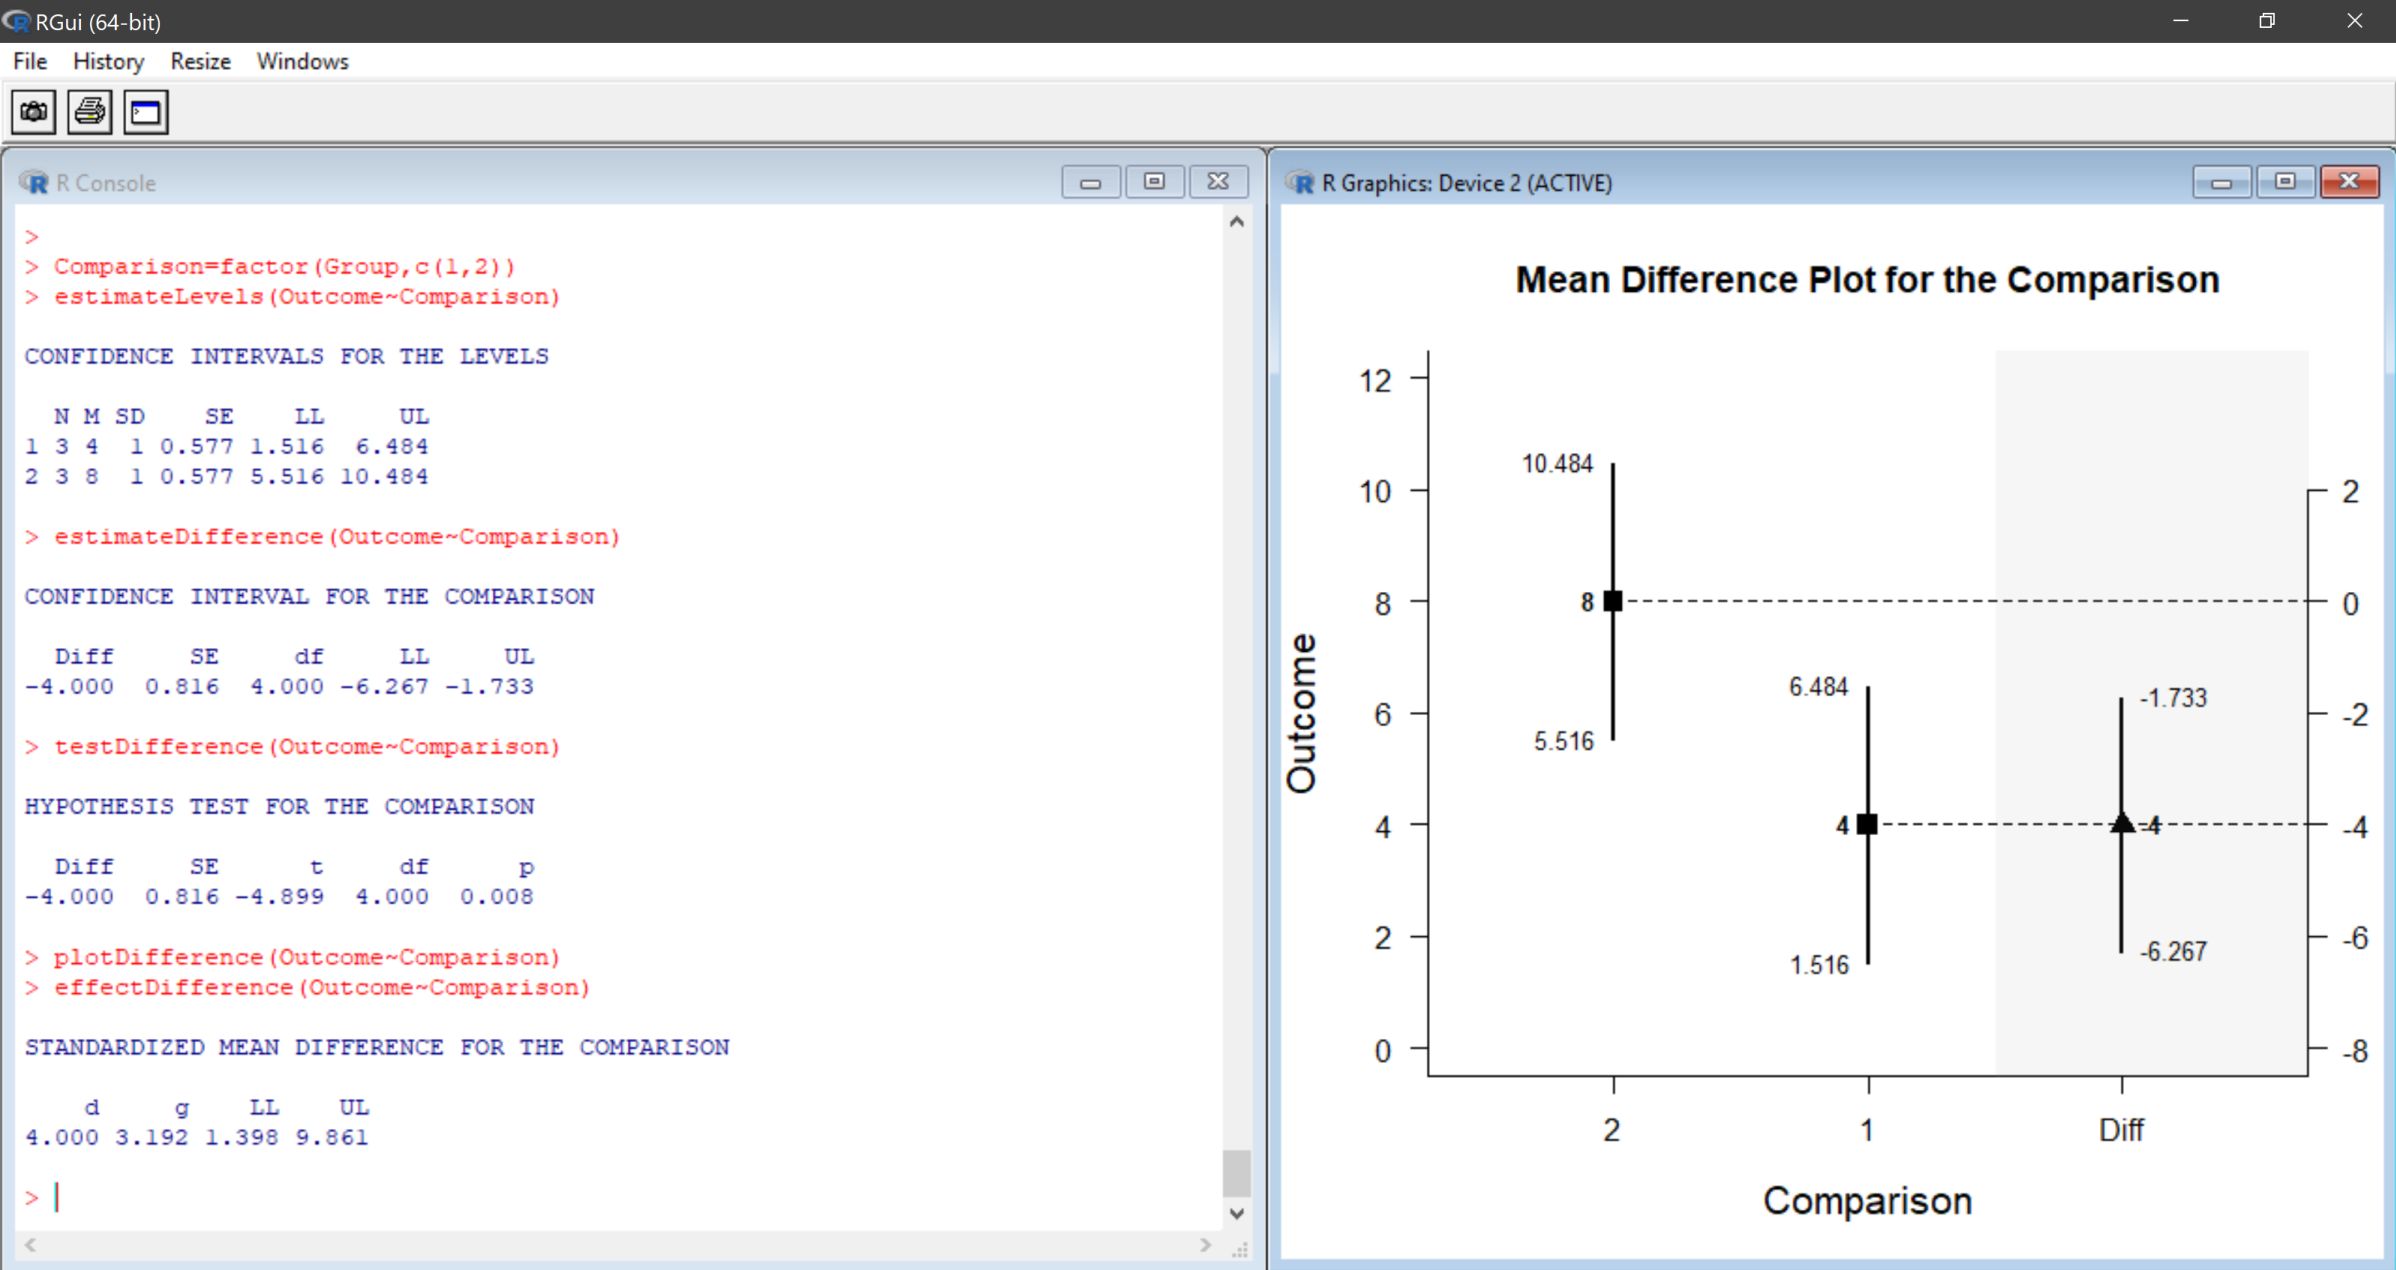 RGui (64-bit)
File History Resize Windows
R Console
>
> Comparison=factor(Group,c(1,2))
> estimateLevels(Outcome~Comparison)
CONFIDENCE INTERVALS FOR THE LEVELS
N M SD SE LL UL
1 3 4 1 0.577 1.516 6.484
2 3 8 1 0.577 5.516 10.484
> estimateDifference(Outcome~Comparison)
CONFIDENCE INTERVAL FOR THE COMPARISON
Diff SE df LL UL
-4.000 0.816 4.000 -6.267 -1.733
> testDifference(Outcome~Comparison)
HYPOTHESIS TEST FOR THE COMPARISON
Diff SE t df p
-4.000 0.816 -4.899 4.000 0.008
> plotDifference(Outcome~Comparison)
> effectDifference(Outcome~Comparison)
STANDARDIZED MEAN DIFFERENCE FOR THE COMPARISON
d g LL UL
4.000 3.192 1.398 9.861
>
R Graphics: Device 2 (ACTIVE)
Mean Difference Plot for the Comparison
12
10.484
10 2
8 8 0
6.484 -1.733
6 -2
5.516
4 4 -4 -4
2 -6
1.516 -6.267
0 -8
Outcome
2 1 Diff
Comparison